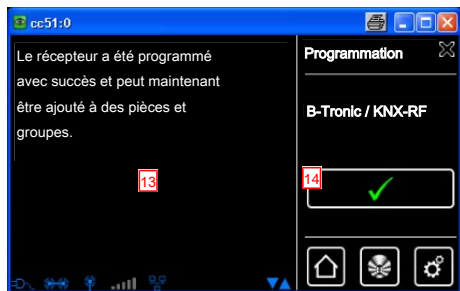 cc51:0
Le récepteur a été programmé
avec succès et peut maintenant
être ajouté à des pièces et
groupes.
13
Programmation
B-Tronic / KNX-RF
14